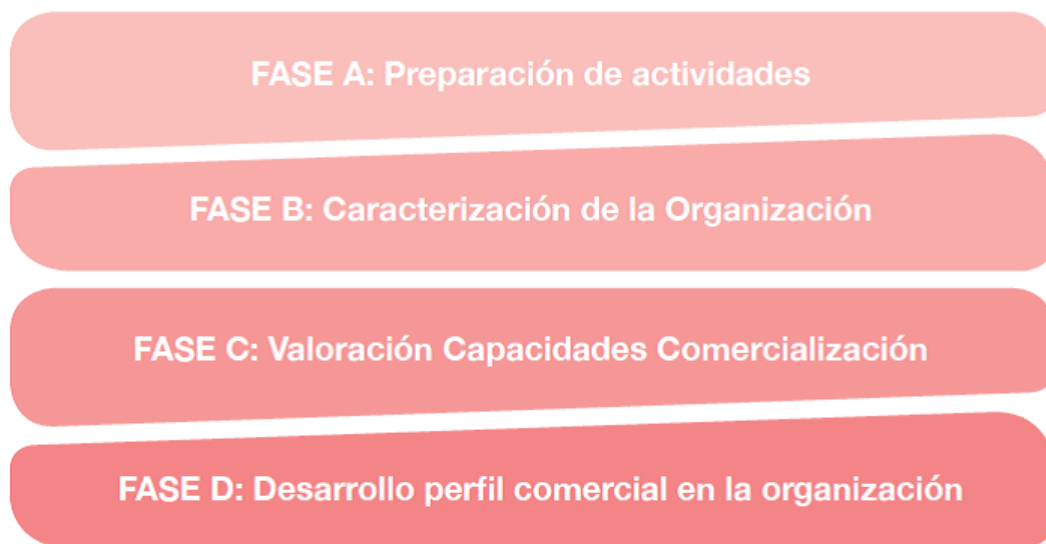 FASE A: Preparación de actividades
FASE B: Caracterización de la Organización
FASE C: Valoración Capacidades Comercialización
FASE D: Desarrollo perfil comercial en la organización